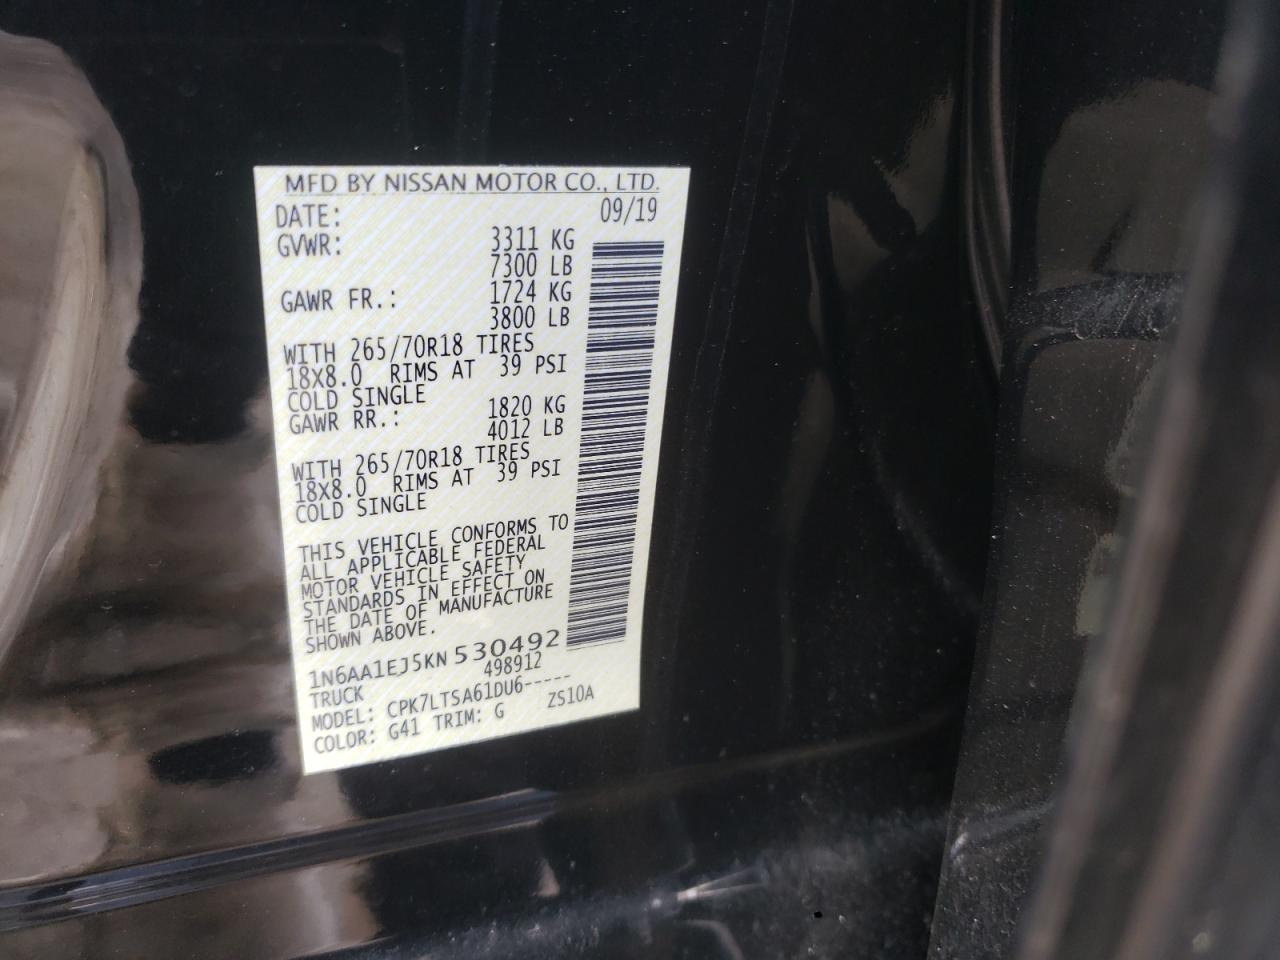 MFD BY NISSAN MOTOR CO., LTD.
DATE: 09/19
GVWR: 3311 KG
7300 LB
GAWR FR.: 1724 KG
3800 LB
WITH 265/70R18 TIRES
18X8.0 RIMS AT 39 PSI
COLD SINGLE
GAWR RR.: 1820 KG
4012 LB
WITH 265/70R18 TIRES
18X8.0 RIMS AT 39 PSI
COLD SINGLE
THIS VEHICLE CONFORMS TO
ALL APPLICABLE FEDERAL
MOTOR VEHICLE SAFETY
STANDARDS IN EFFECT ON
THE DATE OF MANUFACTURE
SHOWN ABOVE.
1N6AA1EJ5KN530492
TRUCK 498912
MODEL: CPK7LTSA61DU6-----
COLOR: G41 TRIM: G ZS10A